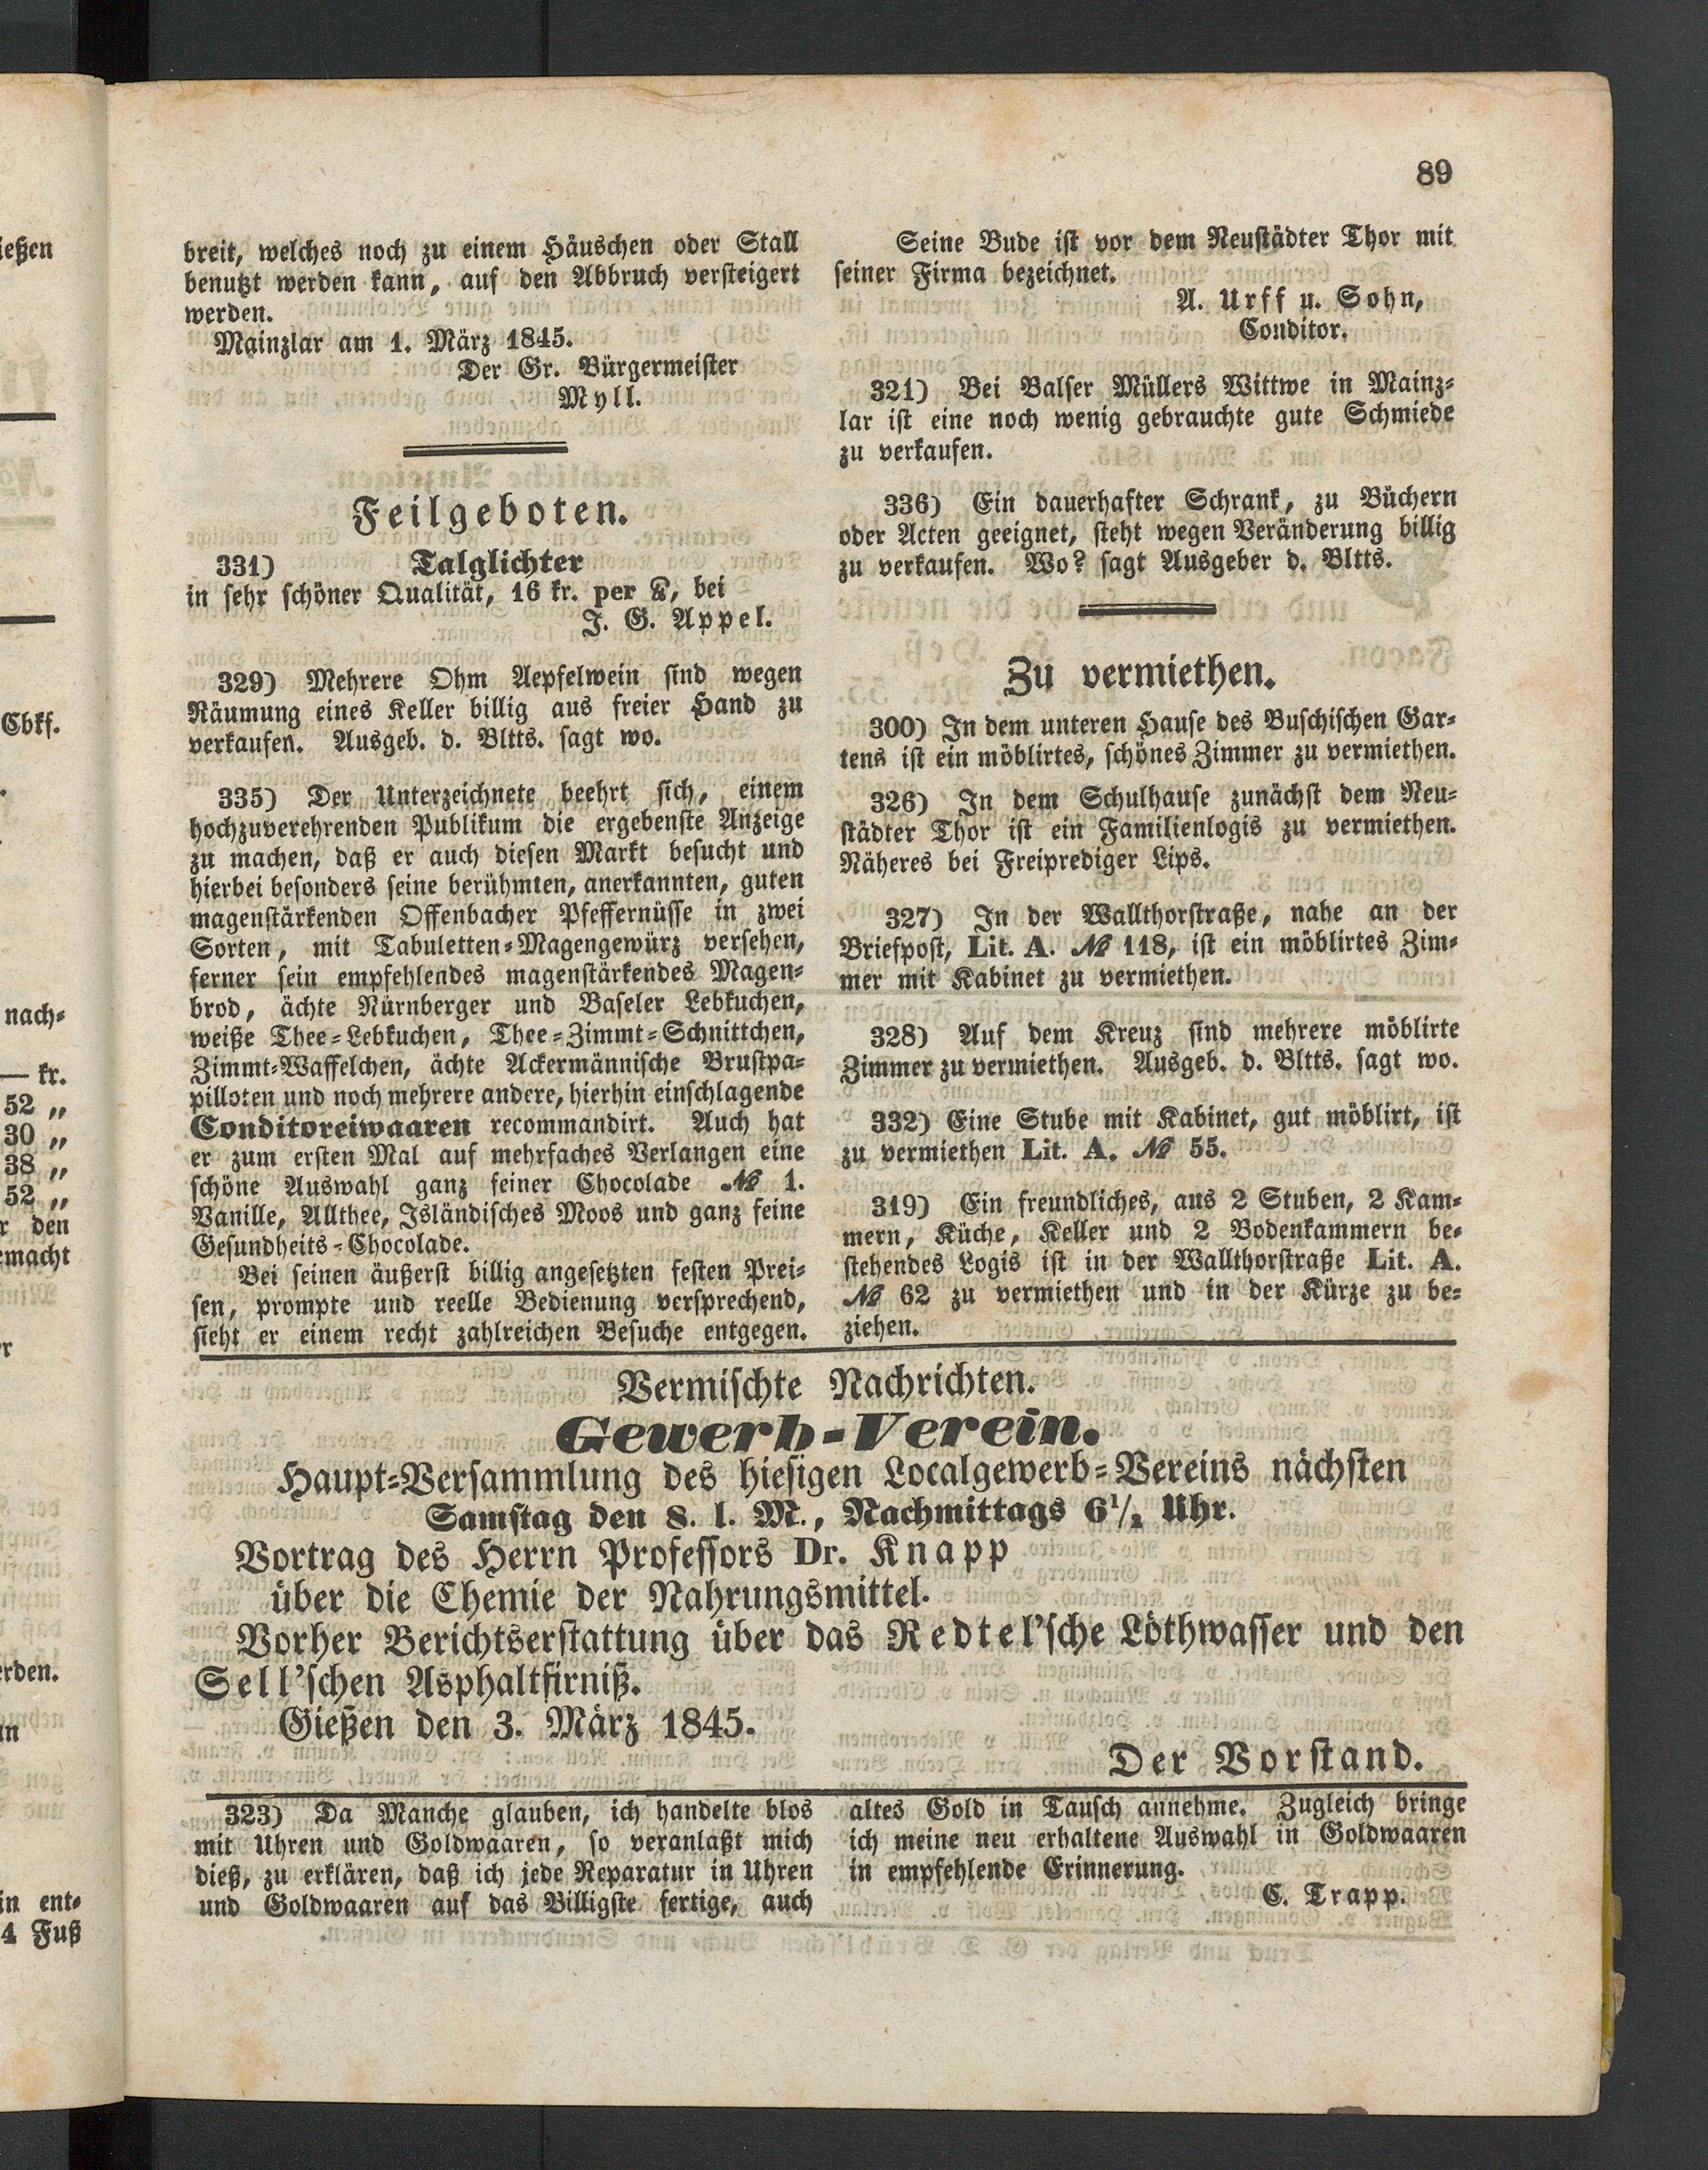 89
breit, welches noch zu einem Häuschen oder Stall
benutzt werden kann, auf den Abbruch versteigert
werden.
Mainzlar am 1. März 1845.
Der Gr. Bürgermeister
Myll.
Feilgeboten.
331) Talglichter
in sehr schöner Qualität, 16 kr. per ℔, bei
J. G. Appel.
329) Mehrere Ohm Aepfelwein sind wegen
Räumung eines Keller billig aus freier Hand zu
verkaufen. Ausgeb. d. Bltts. sagt wo.
335) Der Unterzeichnete beehrt sich, einem
hochzuverehrenden Publikum die ergebenste Anzeige
zu machen, daß er auch diesen Markt besucht und
hierbei besonders seine berühmten, anerkannten, guten
magenstärkenden Offenbacher Pfeffernüsse in zwei
Sorten, mit Tabuletten-Magengewürz versehen,
ferner sein empfehlendes magenstärkendes Magen-
brod, ächte Nürnberger und Baseler Lebkuchen,
weiße Thee-Lebkuchen, Thee-Zimmt-Schnittchen,
Zimmt-Waffelchen, ächte Ackermännische Brustpa-
pilloten und noch mehrere andere, hierhin einschlagende
Conditoreiwaaren recommandirt. Auch hat
er zum ersten Mal auf mehrfaches Verlangen eine
schöne Auswahl ganz feiner Chocolade № 1.
Vanille, Allthee, Isländisches Moos und ganz feine
Gesundheits-Chocolade.
Bei seinen äußerst billig angesetzten festen Prei-
sen, prompte und reelle Bedienung versprechend,
sieht er einem recht zahlreichen Besuche entgegen.
Seine Bude ist vor dem Neustädter Thor mit
seiner Firma bezeichnet.
A. Urff u. Sohn,
Conditor.
321) Bei Balser Müllers Wittwe in Mainz-
lar ist eine noch wenig gebrauchte gute Schmiede
zu verkaufen.
336) Ein dauerhafter Schrank, zu Büchern
oder Acten geeignet, steht wegen Veränderung billig
zu verkaufen. Wo? sagt Ausgeber d. Bltts.
Zu vermiethen.
300) In dem unteren Hause des Buschischen Gar-
tens ist ein möblirtes, schönes Zimmer zu vermiethen.
326) In dem Schulhause zunächst dem Neu-
städter Thor ist ein Familienlogis zu vermiethen.
Näheres bei Freiprediger Lips.
327) In der Wallthorstraße, nahe an der
Briefpost, Lit. A. № 118, ist ein möblirtes Zim-
mer mit Kabinet zu vermiethen.
328) Auf dem Kreuz sind mehrere möblirte
Zimmer zu vermiethen. Ausgeb. d. Bltts. sagt wo.
332) Eine Stube mit Kabinet, gut möblirt, ist
zu vermiethen Lit. A. № 55.
319) Ein freundliches, aus 2 Stuben, 2 Kam-
mern, Küche, Keller und 2 Bodenkammern be-
stehendes Logis ist in der Wallthorstraße Lit. A.
№ 62 zu vermiethen und in der Kürze zu be-
ziehen.
Vermischte Nachrichten.
Gewerb-Verein.
Haupt-Versammlung des hiesigen Localgewerb-Vereins nächsten
Samstag den 8. l. M., Nachmittags 6½ Uhr.
Vortrag des Herrn Professors Dr. Knapp
über die Chemie der Nahrungsmittel.
Vorher Berichtserstattung über das Redtel'sche Löthwasser und den
Sell'schen Asphaltfirniß.
Gießen den 3. März 1845.
Der Vorstand.
323) Da Manche glauben, ich handelte blos
mit Uhren und Goldwaaren, so veranlaßt mich
dieß, zu erklären, daß ich jede Reparatur in Uhren
und Goldwaaren auf das Billigste fertige, auch
altes Gold in Tausch annehme. Zugleich bringe
ich meine neu erhaltene Auswahl in Goldwaaren
in empfehlende Erinnerung.
C. Trapp.
ießen
Cbkf.
nach-
— kr.
52 „
30 „
38 „
52 „
r den
emacht
er
erden.
in ent-
4 Fuß